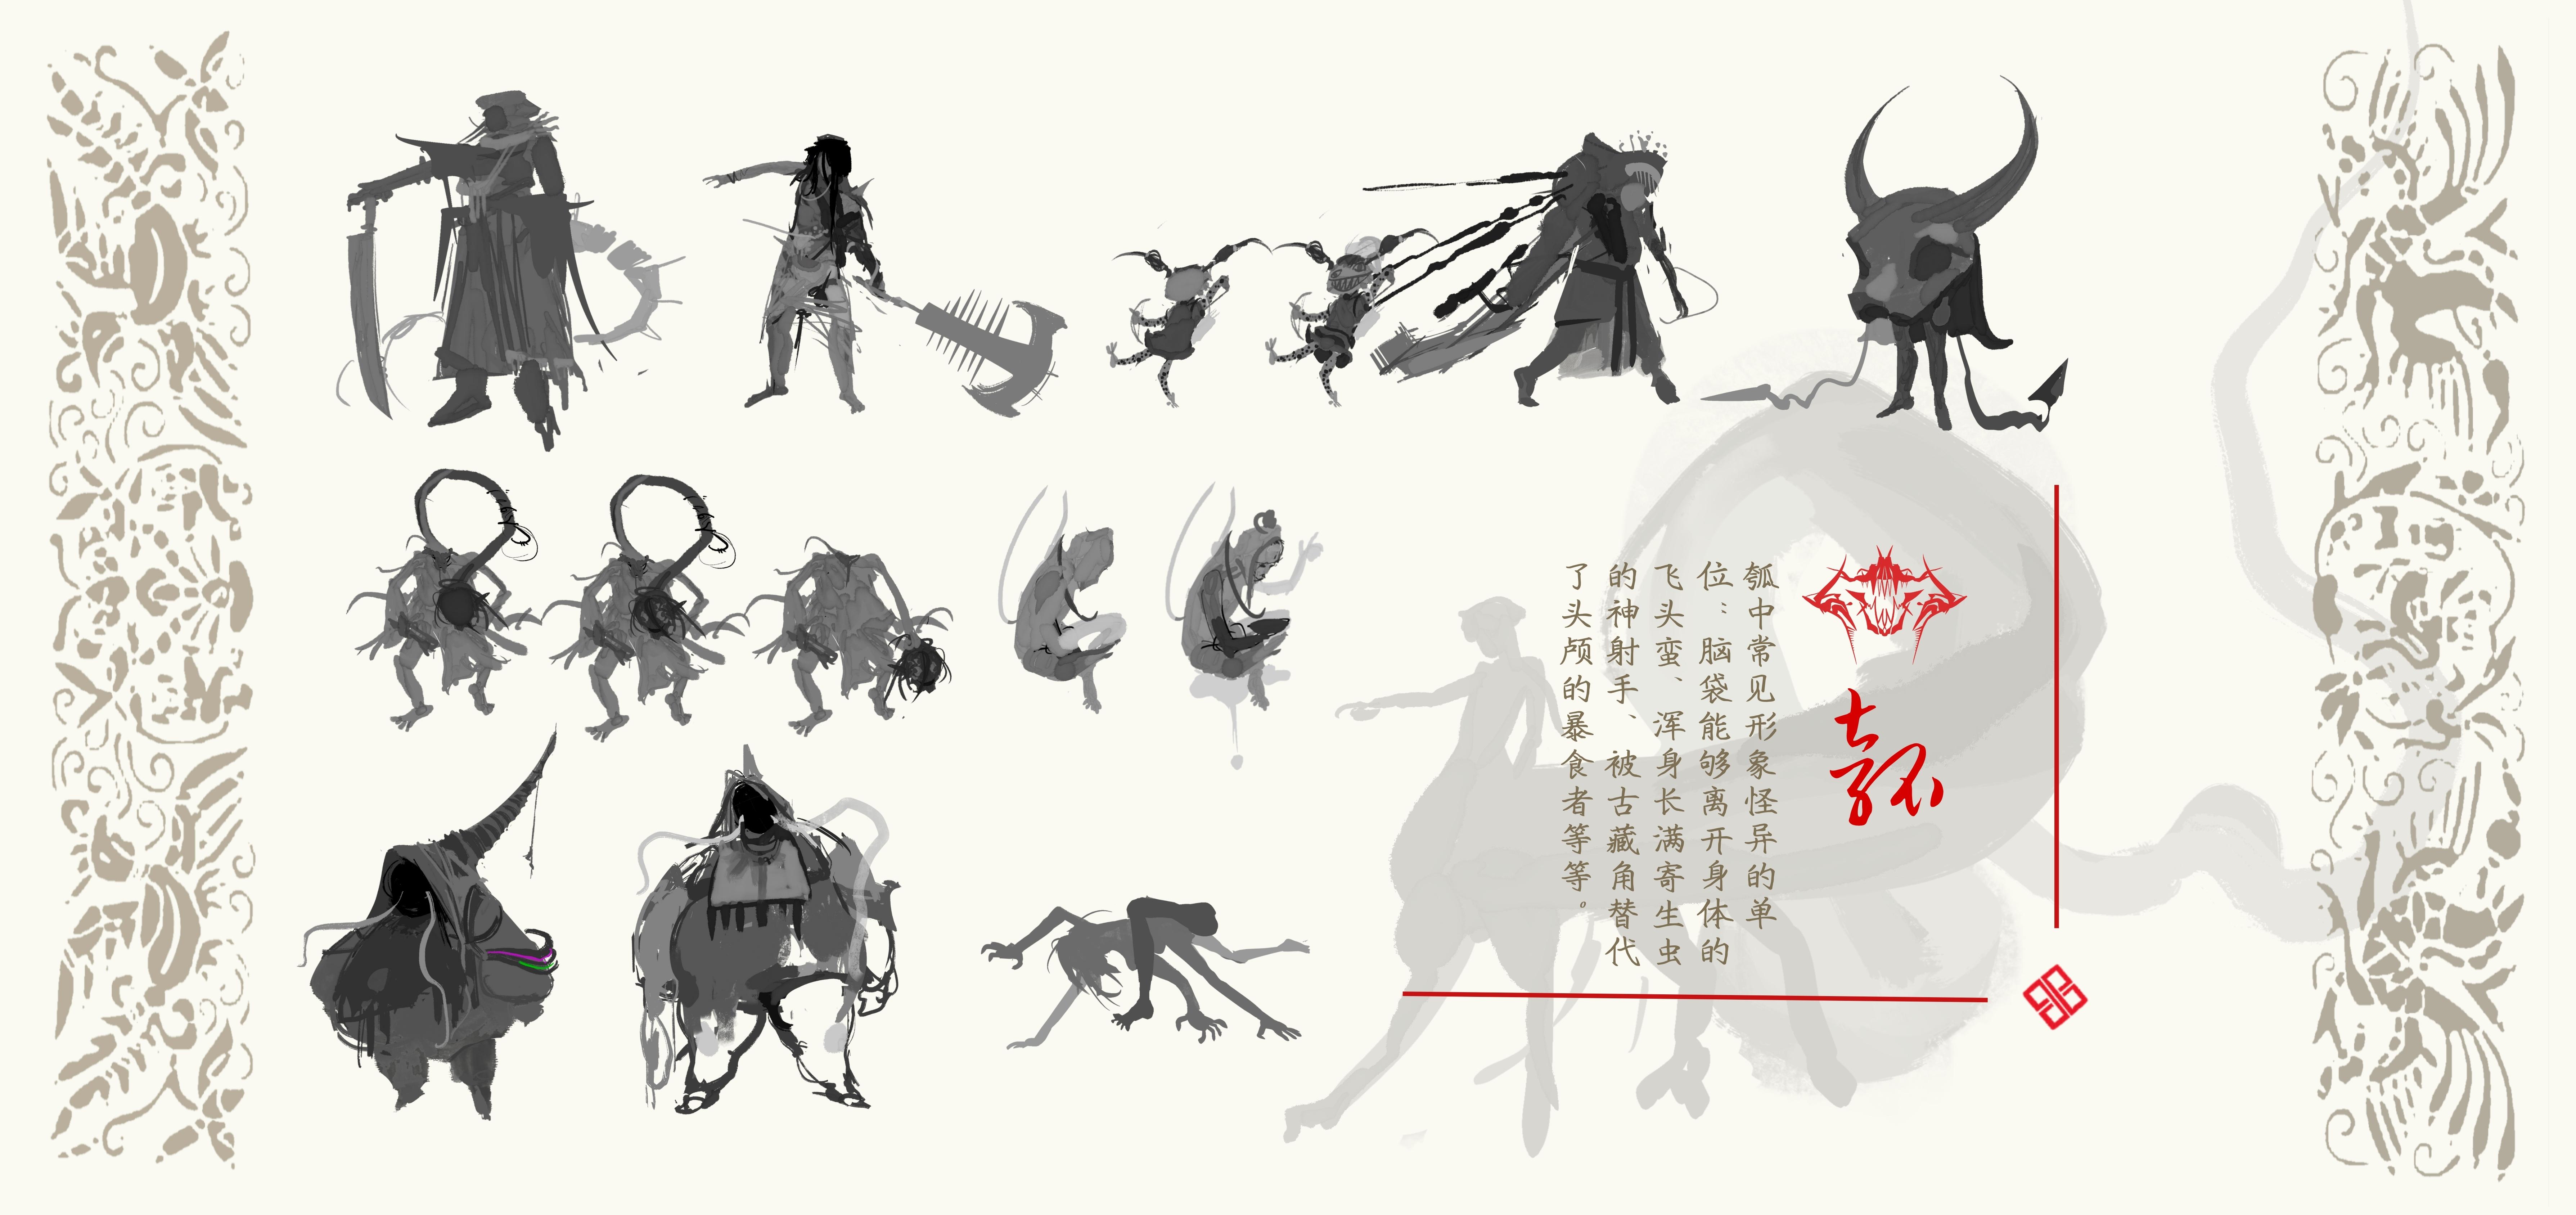 瓠
瓠中常见形象怪异的单
位：脑袋能够离开身体的
飞头蛮、浑身长满寄生虫
的神射手、被古藏角替代
了头颅的暴食者等等。